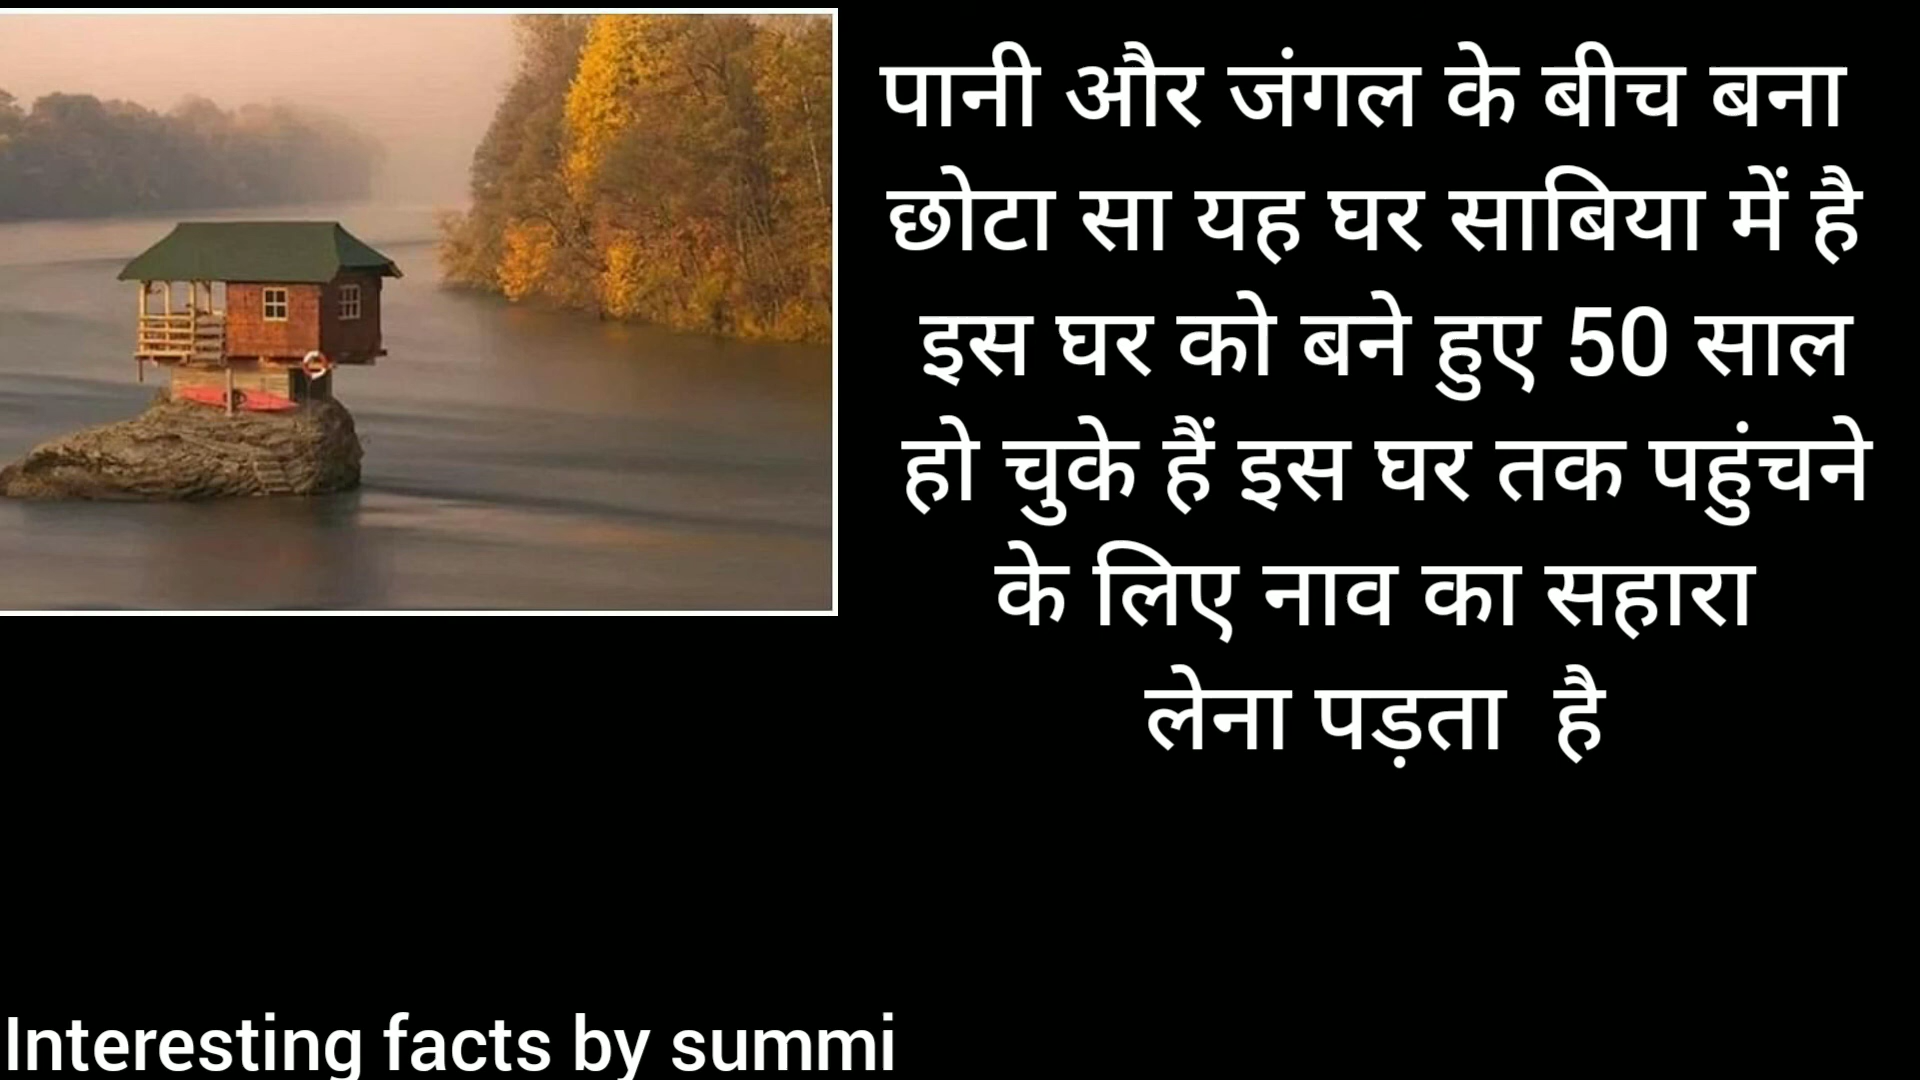 पानी और जंगल के बीच बना
छोटा सा यह घर साबिया में है
इस घर को बने हुए 50 साल
हो चुके हैं इस घर तक पहुंचने
के लिए नाव का सहारा
लेना पड़ता  है
Interesting facts by summi